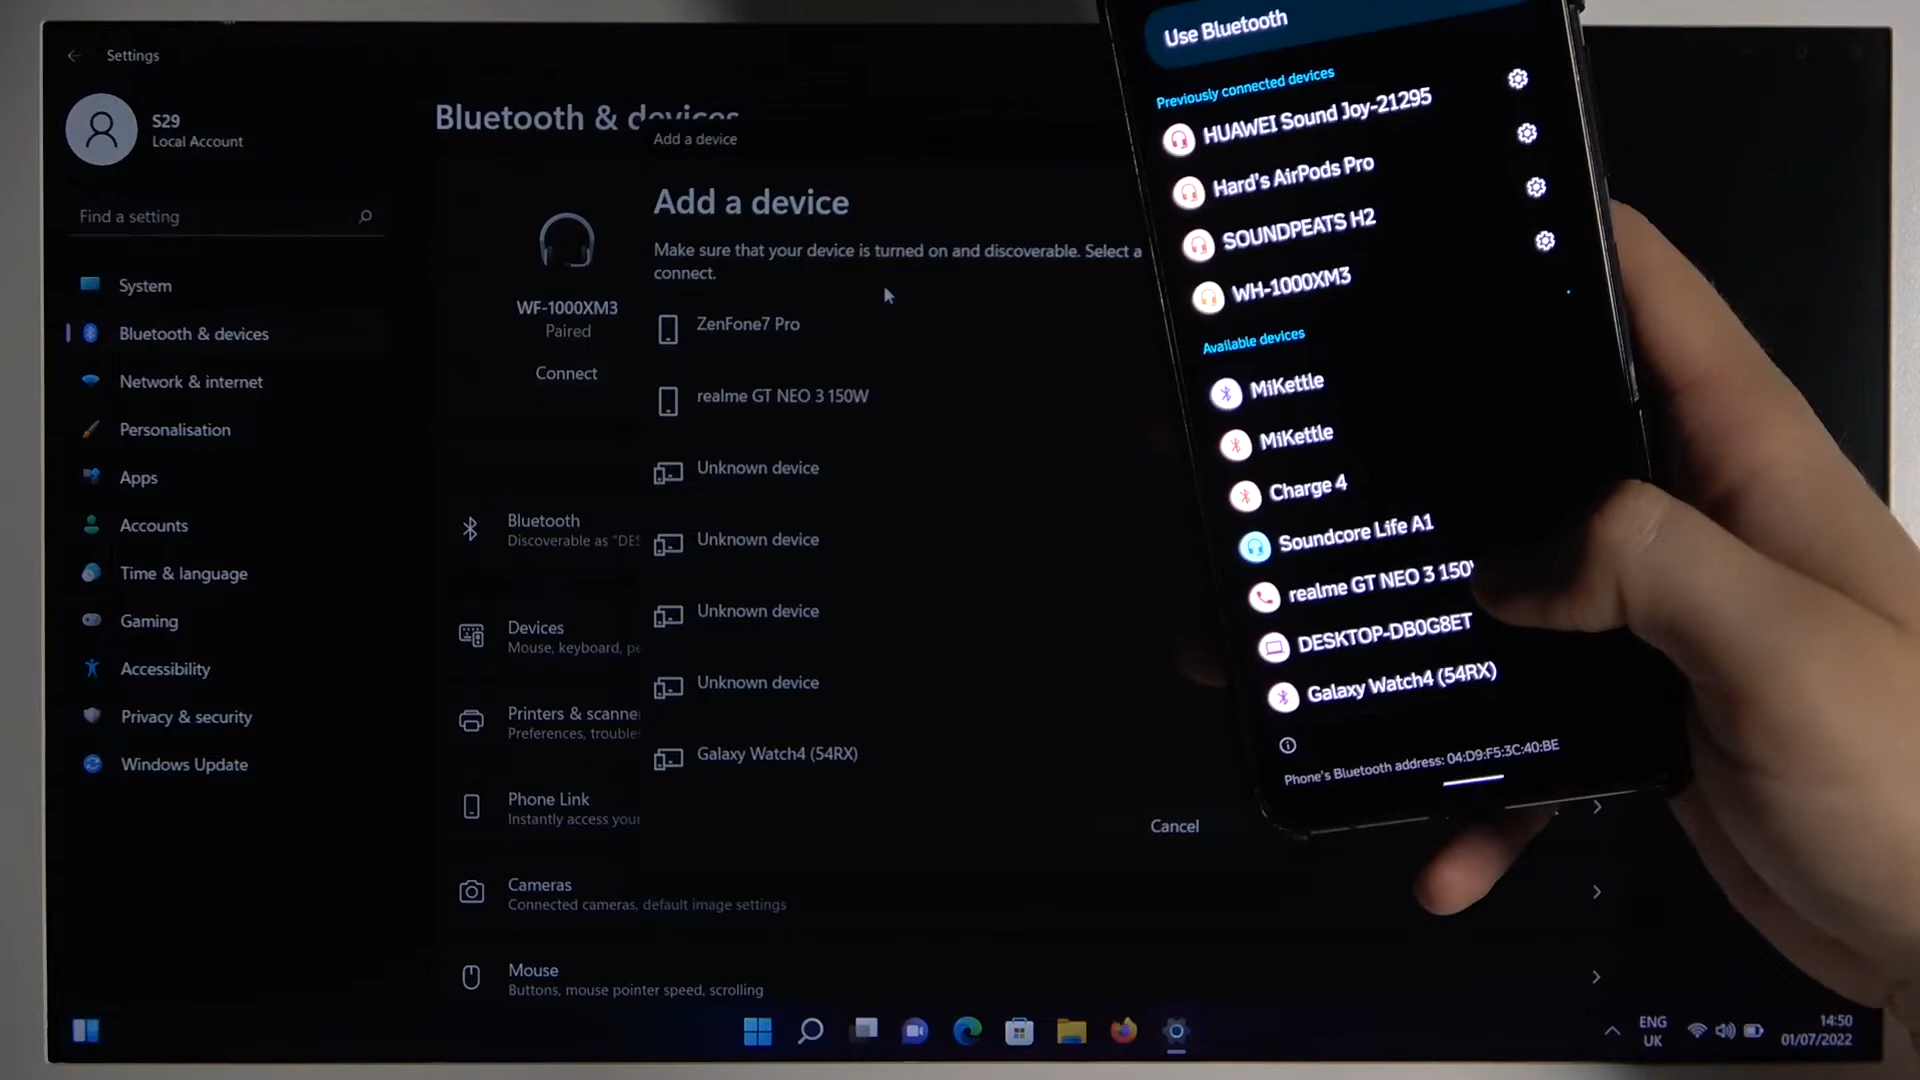 Settings
S29
Local Account
Find a setting
System
Bluetooth & devices
Network & internet
Personalisation
Apps
Accounts
Time & language
Gaming
Accessibility
Privacy & security
Windows Update
Bluetooth & devices
WF-1000XM3
Paired
Connect
Bluetooth
Discoverable as "DES
Devices
Mouse, keyboard, pe
Printers & scanne
Preferences, trouble
Phone Link
Instantly access your
Cameras
Connected cameras, default image settings
Mouse
Buttons, mouse pointer speed, scrolling
Add a device
Add a device
Make sure that your device is turned on and discoverable. Select a
connect.
ZenFone7 Pro
realme GT NEO 3 150W
Unknown device
Unknown device
Unknown device
Unknown device
Galaxy Watch4 (54RX)
Cancel
Use Bluetooth
Previously connected devices
HUAWEI Sound Joy-21295
Hard's AirPods Pro
SOUNDPEATS H2
WH-1000XM3
Available devices
MiKettle
MiKettle
Charge 4
Soundcore Life A1
realme GT NEO 3 150
DESKTOP-DB0G8ET
Galaxy Watch4 (54RX)
Phone's Bluetooth address: 04:D9:F5:3C:40:BE
ENG
UK
14:50
01/07/2022